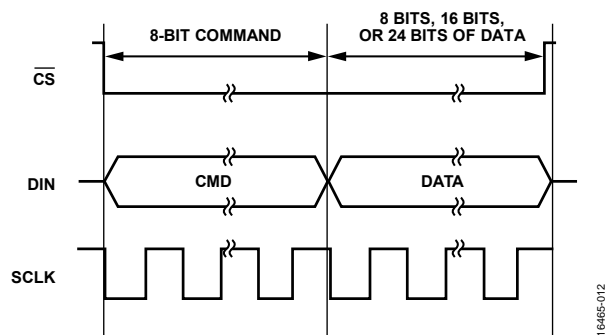 8-BIT COMMAND
8 BITS, 16 BITS,
OR 24 BITS OF DATA
CS
DIN
CMD
DATA
SCLK
16465-012